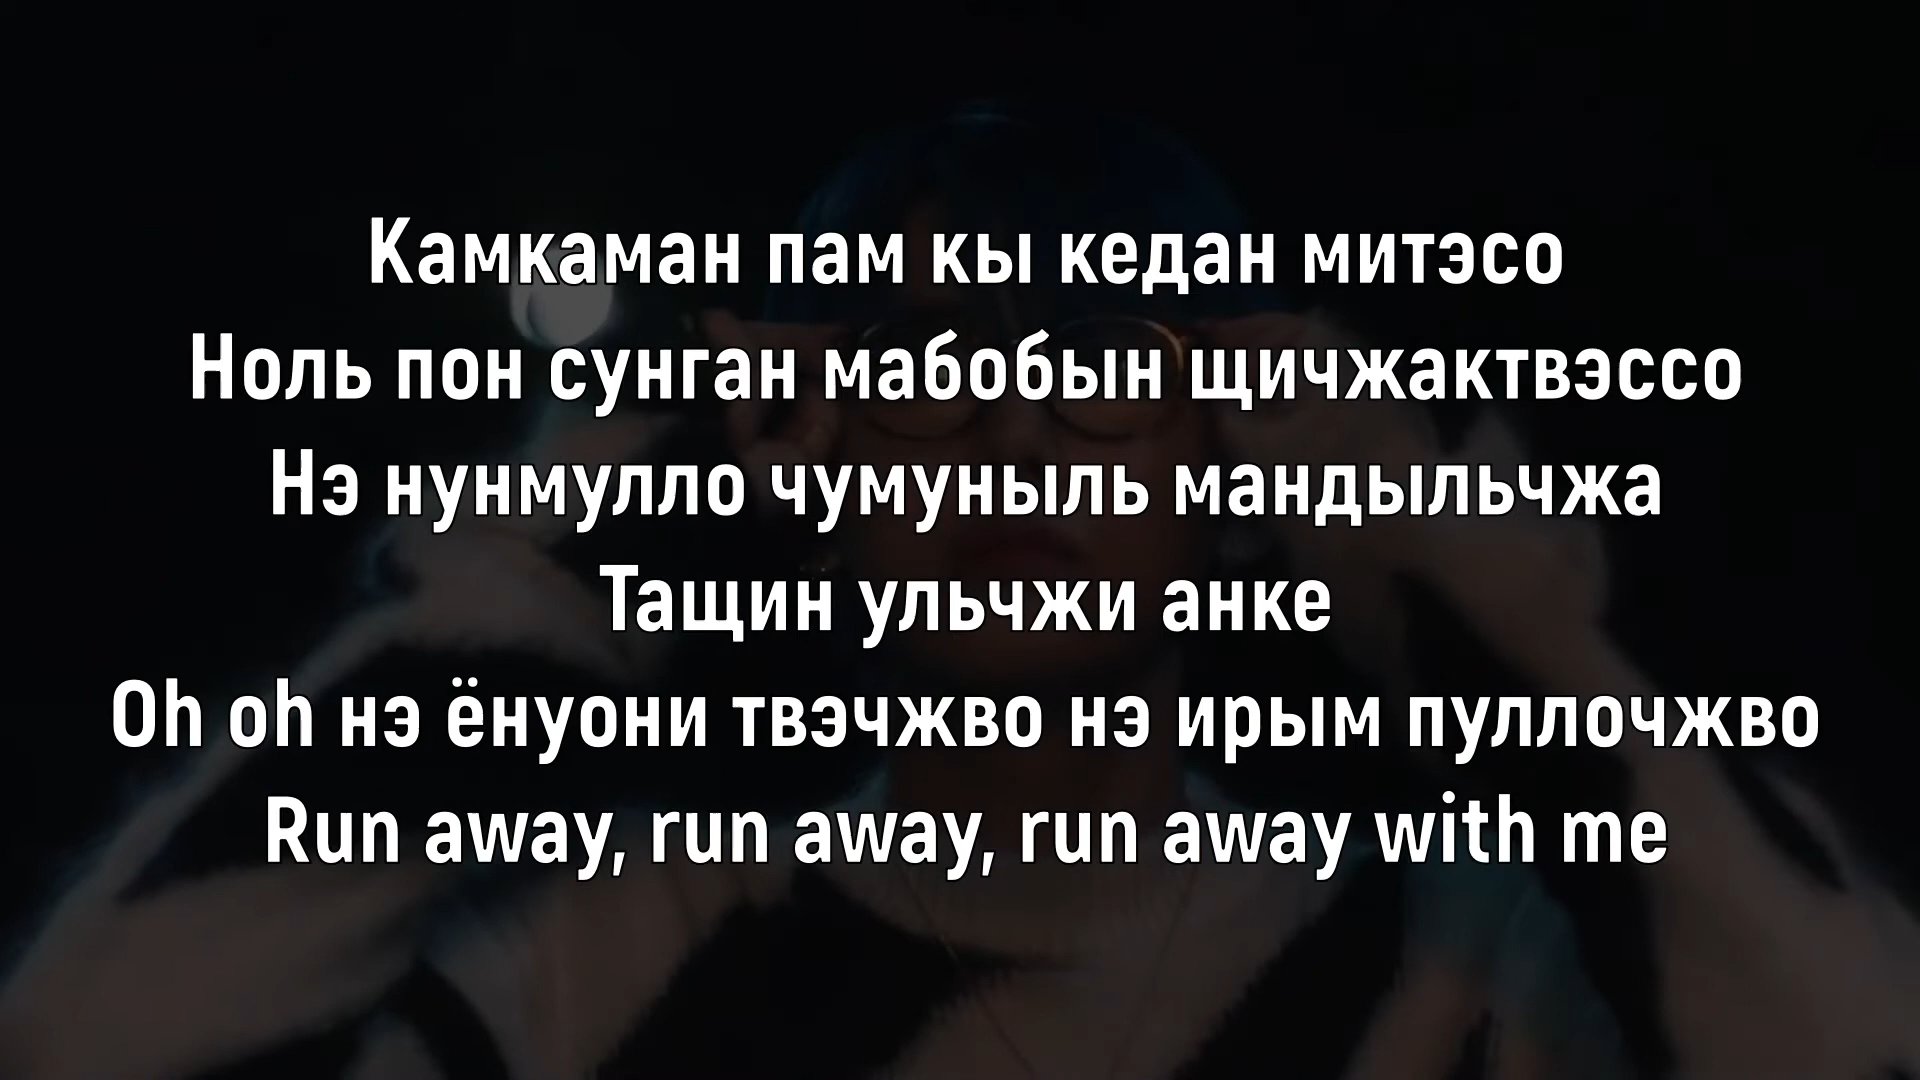 Камкаман пам кы кедан митэсо
Ноль пон сунган мабобын щичжактвэссо
Нэ нунмулло чумуныль мандыльчжа
Тащин ульчжи анке
Oh oh нэ ёнуони твэчжво нэ ирым пуллочжво
Run away, run away, run away with me